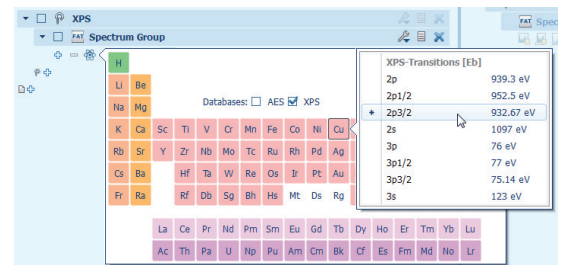 XPS
FAT Spectrum Group
FAT Spec
H
Li Be
Na Mg
Databases: AES XPS
K Ca Sc Ti V Cr Mn Fe Co Ni Cu
Rb Sr Y Zr Nb Mo Tc Ru Rh Pd Ag
Cs Ba Hf Ta W Re Os Ir Pt Au
Fr Ra Rf Db Sg Bh Hs Mt Ds Rg
La Ce Pr Nd Pm Sm Eu Gd Tb Dy Ho Er Tm Yb Lu
Ac Th Pa U Np Pu Am Cm Bk Cf Es Fm Md No Lr
XPS-Transitions [Eb]
2p 939.3 eV
2p1/2 952.5 eV
2p3/2 932.67 eV
2s 1097 eV
3p 76 eV
3p1/2 77 eV
3p3/2 75.14 eV
3s 123 eV